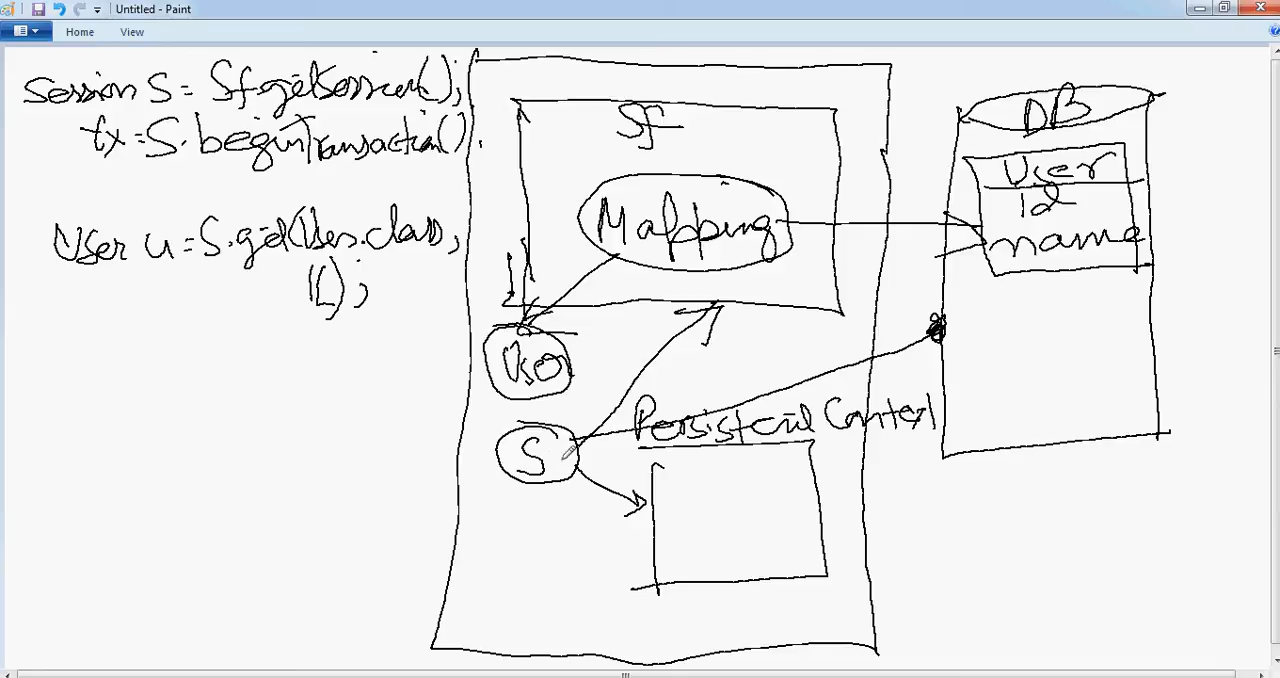 Untitled - Paint
Home
View
Session S = Sf.getSession();
tx = S.beginTransaction().
User u = S.get(User.class,
1L);
Sf
Mapping
S
Persistent Context
DB
User
id
name